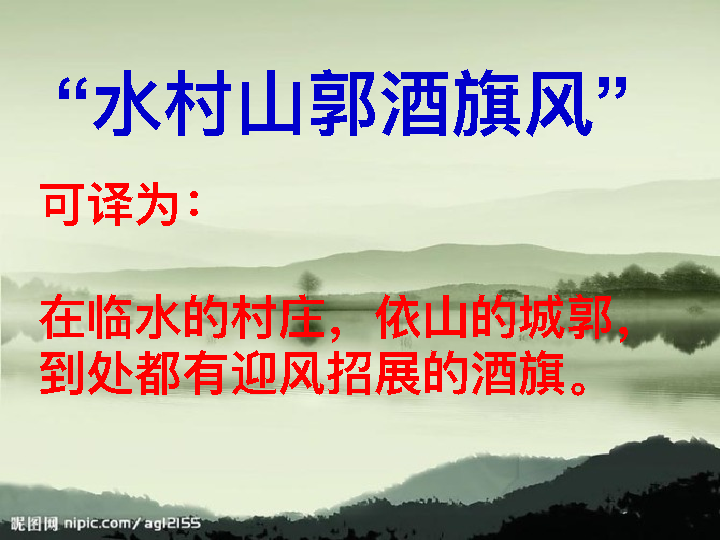 “水村山郭酒旗风”
可译为：
在临水的村庄，依山的城郭，
到处都有迎风招展的酒旗。
昵图网 nipic.com/agl2155